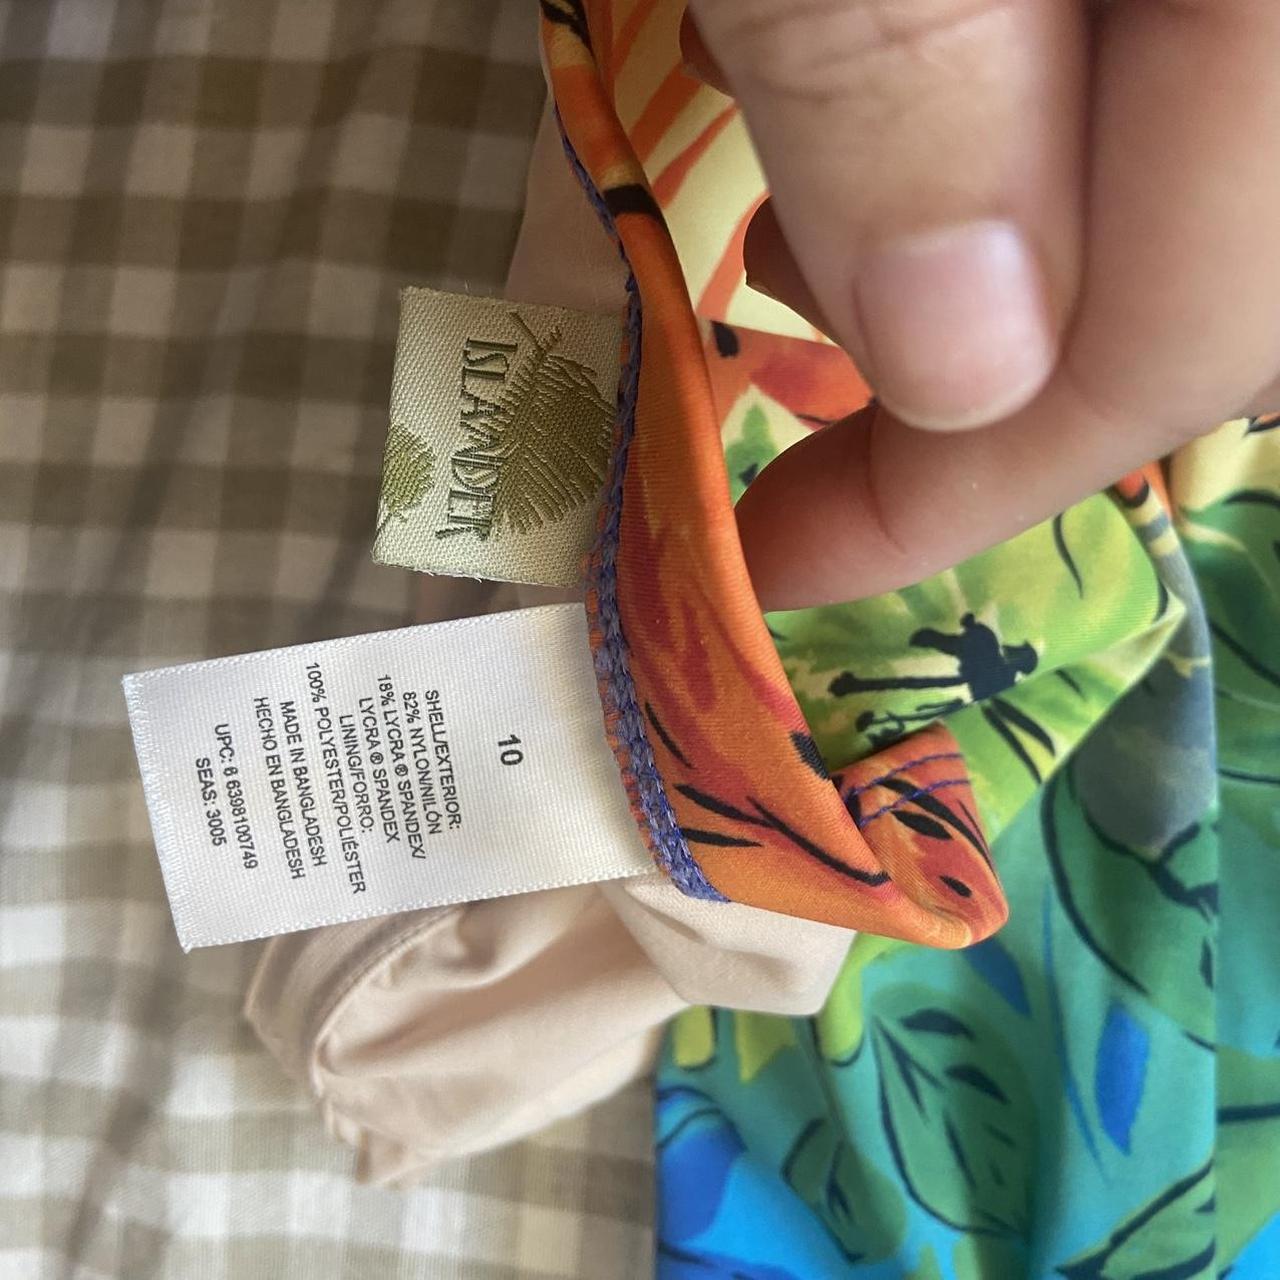 ISLANDER
10
SHELL/EXTERIOR:
82% NYLON/NILÓN
18% LYCRA ® SPANDEX/
LYCRA ® SPANDEX
LINING/FORRO:
100% POLYESTER/POLIÉSTER
MADE IN BANGLADESH
HECHO EN BANGLADESH
UPC: 6 6398100749
SEAS: 3005